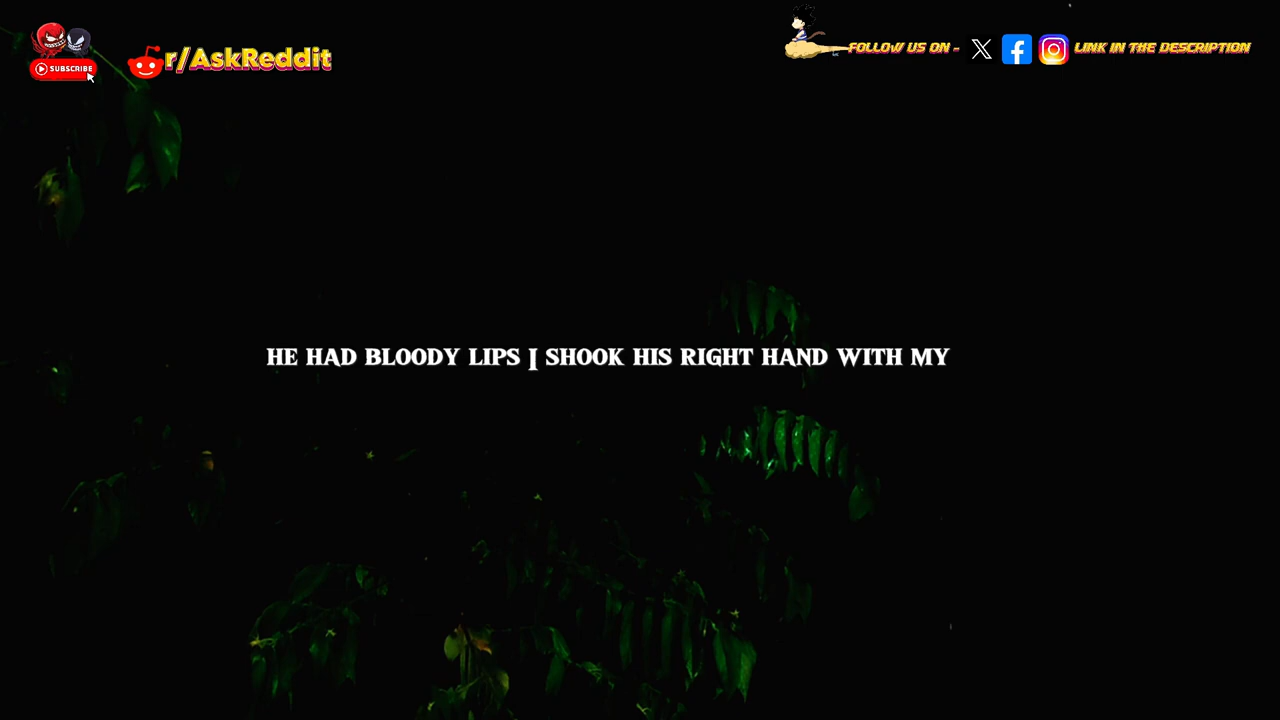 SUBSCRIBE
r/AskReddit
FOLLOW US ON -
LINK IN THE DESCRIPTION
HE HAD BLOODY LIPS I SHOOK HIS RIGHT HAND WITH MY